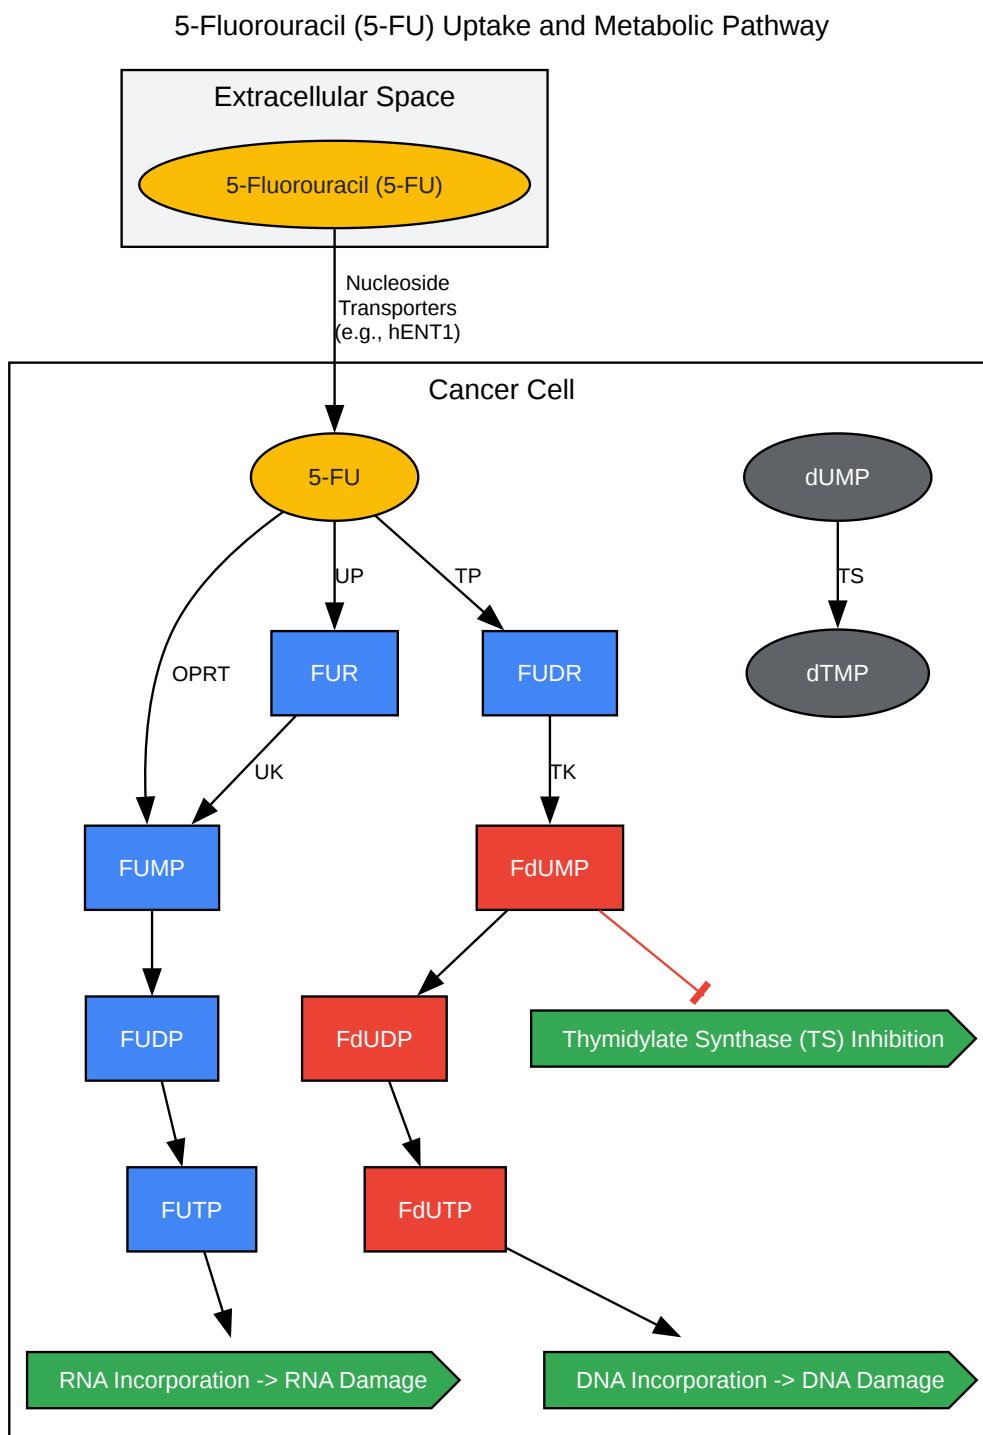 5-Fluorouracil (5-FU) Uptake and Metabolic Pathway
Extracellular Space
5-Fluorouracil (5-FU)
Nucleoside
Transporters
(e.g., hENT1)
Cancer Cell
5-FU
dUMP
UP
TP
TS
OPRT
FUR
FUDR
dTMP
UK
TK
FUMP
FdUMP
FUDP
FdUDP
Thymidylate Synthase (TS) Inhibition
FUTP
FdUTP
RNA Incorporation -> RNA Damage
DNA Incorporation -> DNA Damage